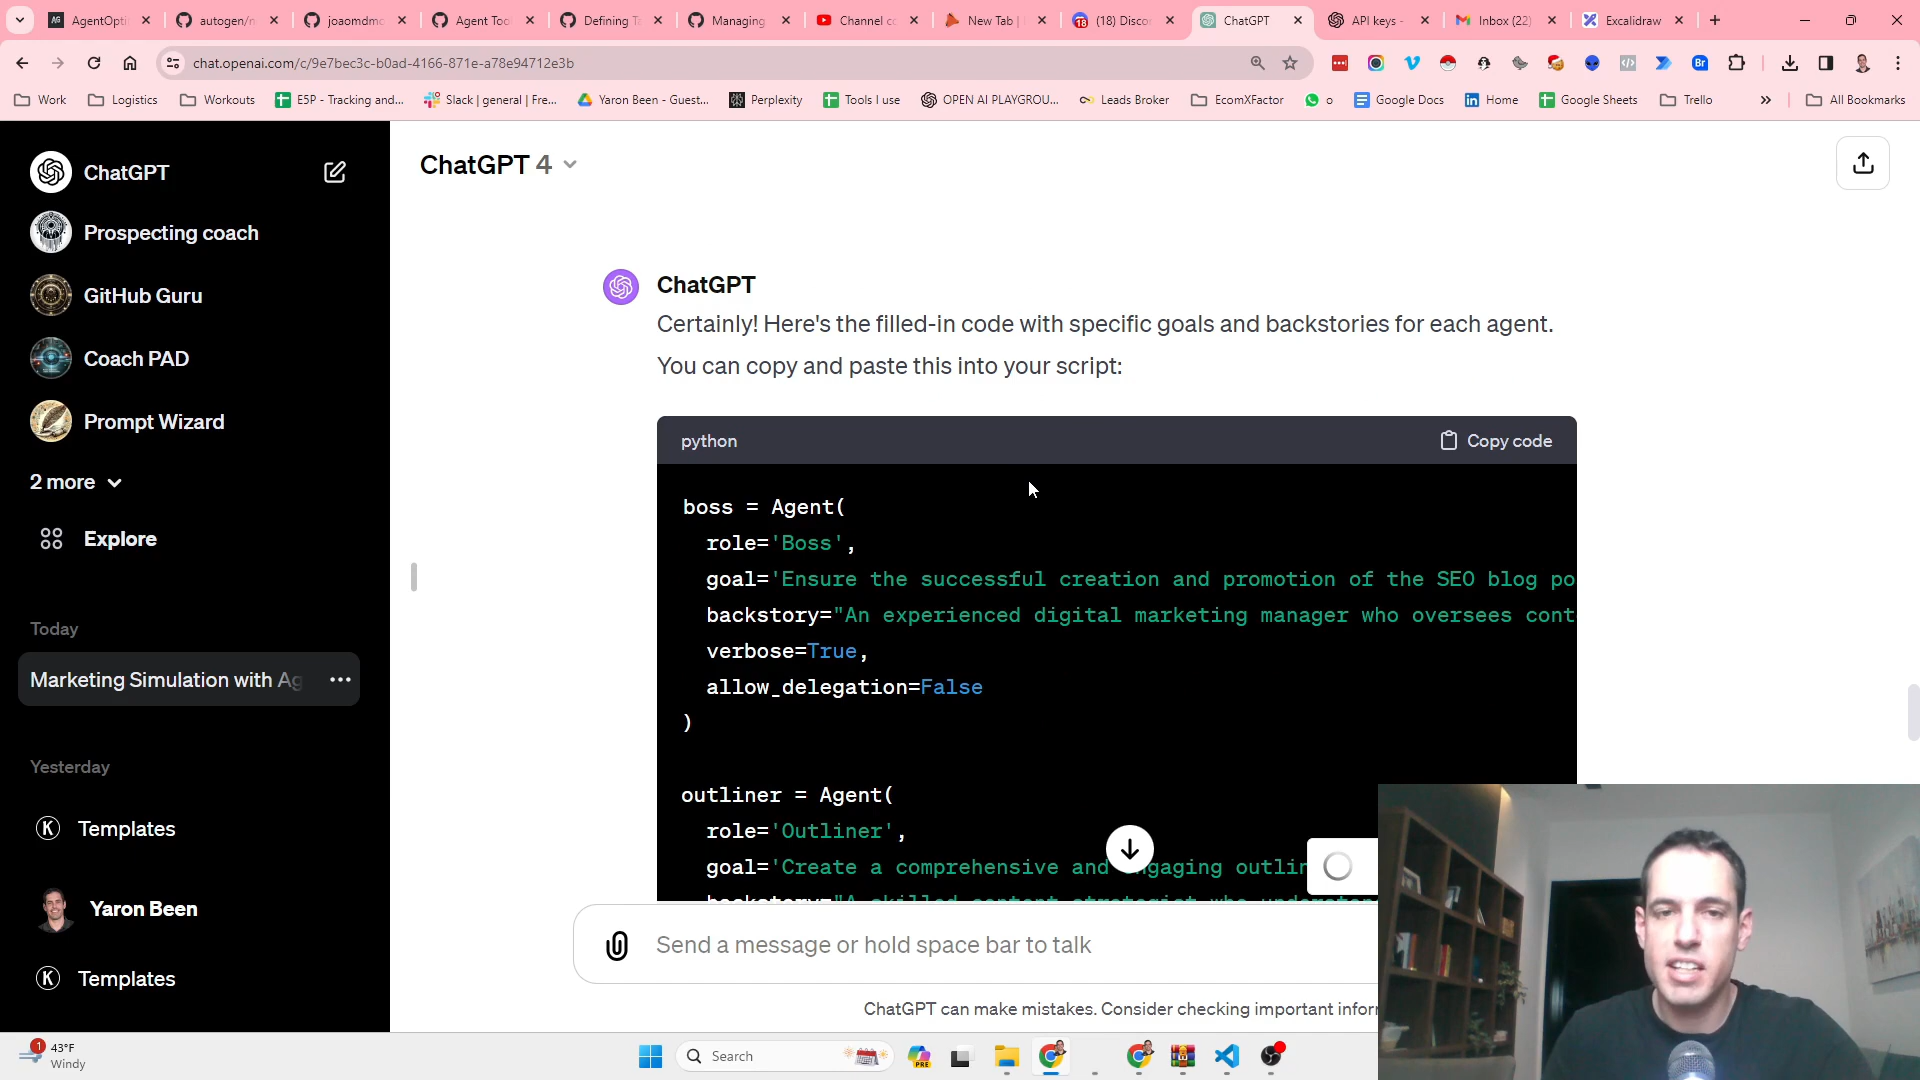 AgentOpti
autogen/n
joaomdmo
Agent Too
Defining Ta
Managing
Channel co
New Tab |
(18) Disco
ChatGPT
API keys -
Inbox (22)
Excalidraw
chat.openai.com/c/9e7bec3c-b0ad-4166-871e-a78e94712e3b
Work
Logistics
Workouts
E5P - Tracking and...
Slack | general | Fre...
Yaron Been - Guest...
Perplexity
Tools I use
OPEN AI PLAYGROU...
Leads Broker
EcomXFactor
o
Google Docs
Home
Google Sheets
Trello
»
All Bookmarks
ChatGPT
Prospecting coach
GitHub Guru
Coach PAD
Prompt Wizard
2 more
Explore
Today
Marketing Simulation with Ag
Yesterday
Templates
Yaron Been
Templates
ChatGPT 4
ChatGPT
Certainly! Here's the filled-in code with specific goals and backstories for each agent.
You can copy and paste this into your script:
python
Copy code
boss = Agent(
role='Boss',
goal='Ensure the successful creation and promotion of the SEO blog po
backstory="An experienced digital marketing manager who oversees cont
verbose=True,
allow_delegation=False
)
outliner = Agent(
role='Outliner',
goal='Create a comprehensive and engaging outlin
Send a message or hold space bar to talk
ChatGPT can make mistakes. Consider checking important infor
1
43°F
Windy
Search
PRE